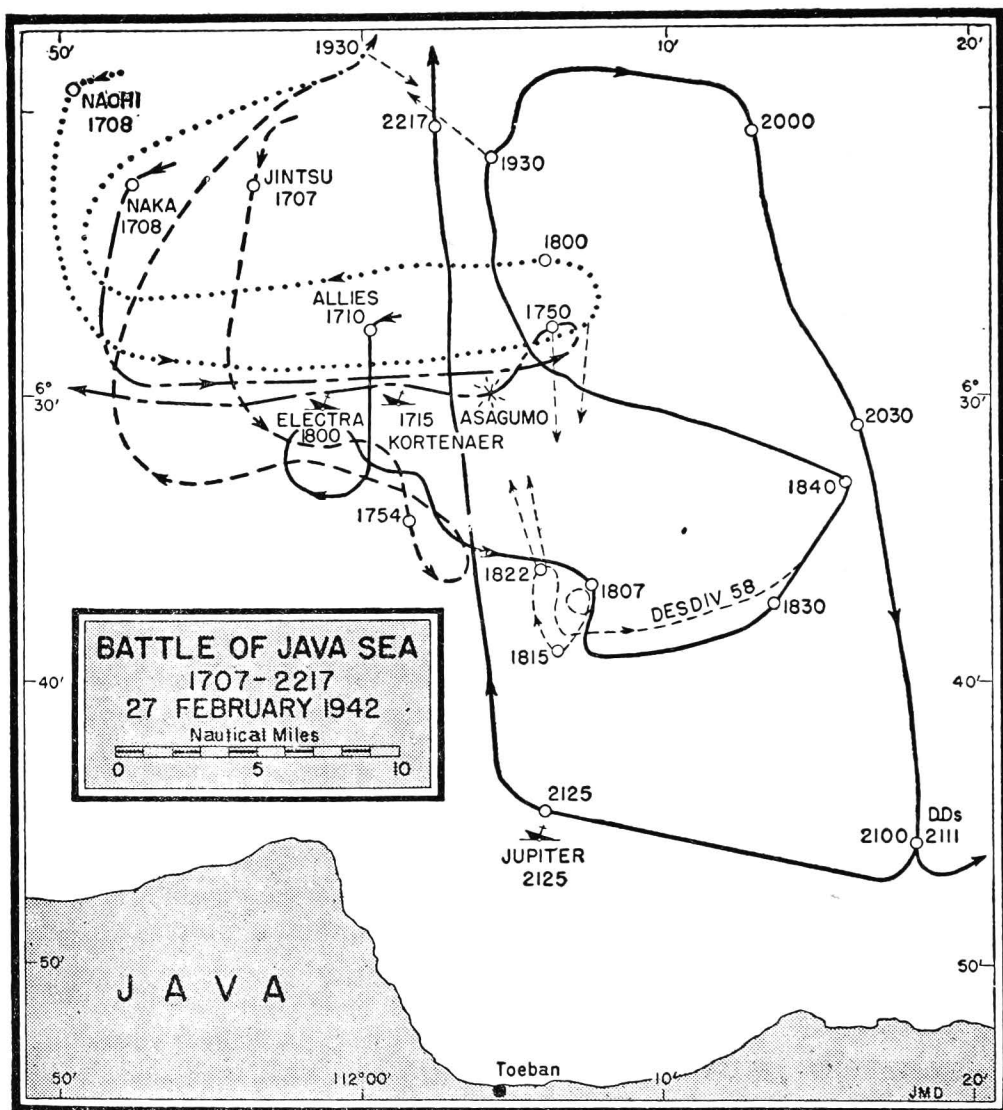 50'
10'
20'
1930
NACHI
1708
2217
2000
1930
JINTSU
1707
NAKA
1708
1800
ALLIES
1710
1750
6°
30'
6°
30'
2030
ELECTRA
1800
1715
KORTENAER
ASAGUMO
1840
1754
1822
1807
DESDIV 58
1830
1815
BATTLE OF JAVA SEA
1707-2217
27 FEBRUARY 1942
Nautical Miles
0 5 10
40'
40'
2125
DDs
2100 2111
JUPITER
2125
50'
50'
JAVA
Toeban
50'
112°00'
10'
20'
JMD